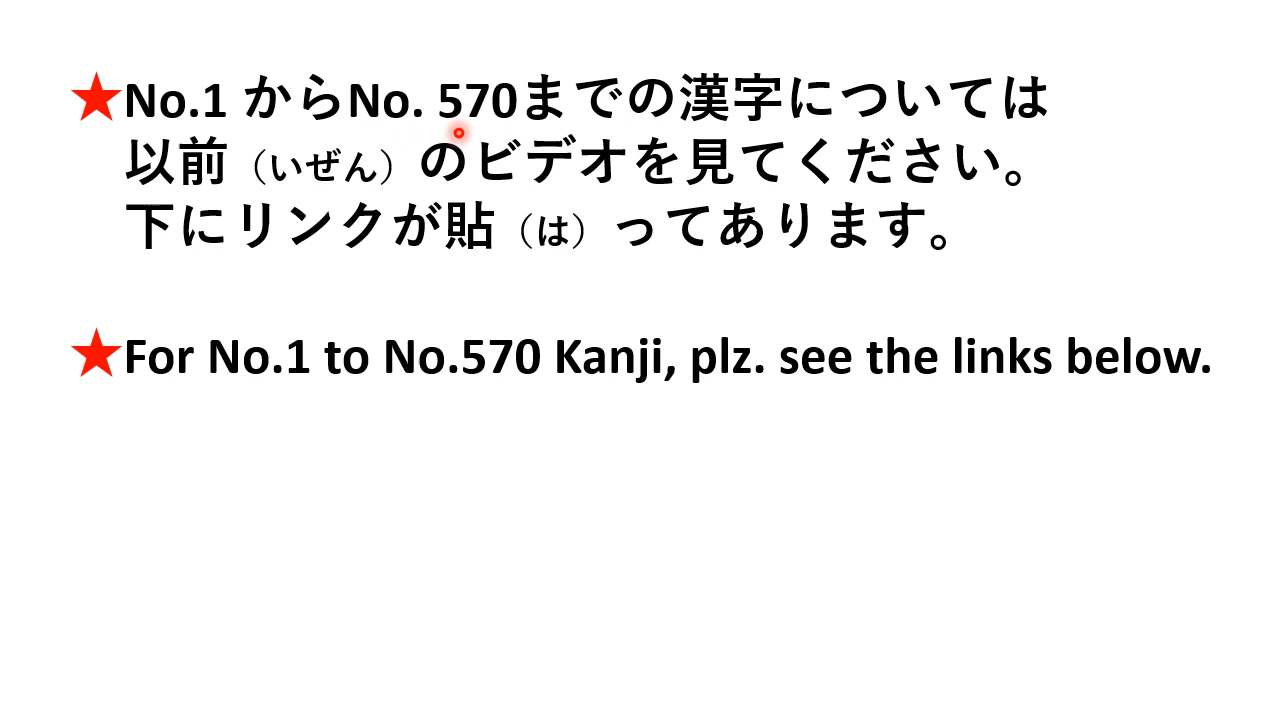 ★No.1 からNo. 570までの漢字については
以前（いぜん）のビデオを見てください。
下にリンクが貼（は）ってあります。
★For No.1 to No.570 Kanji, plz. see the links below.